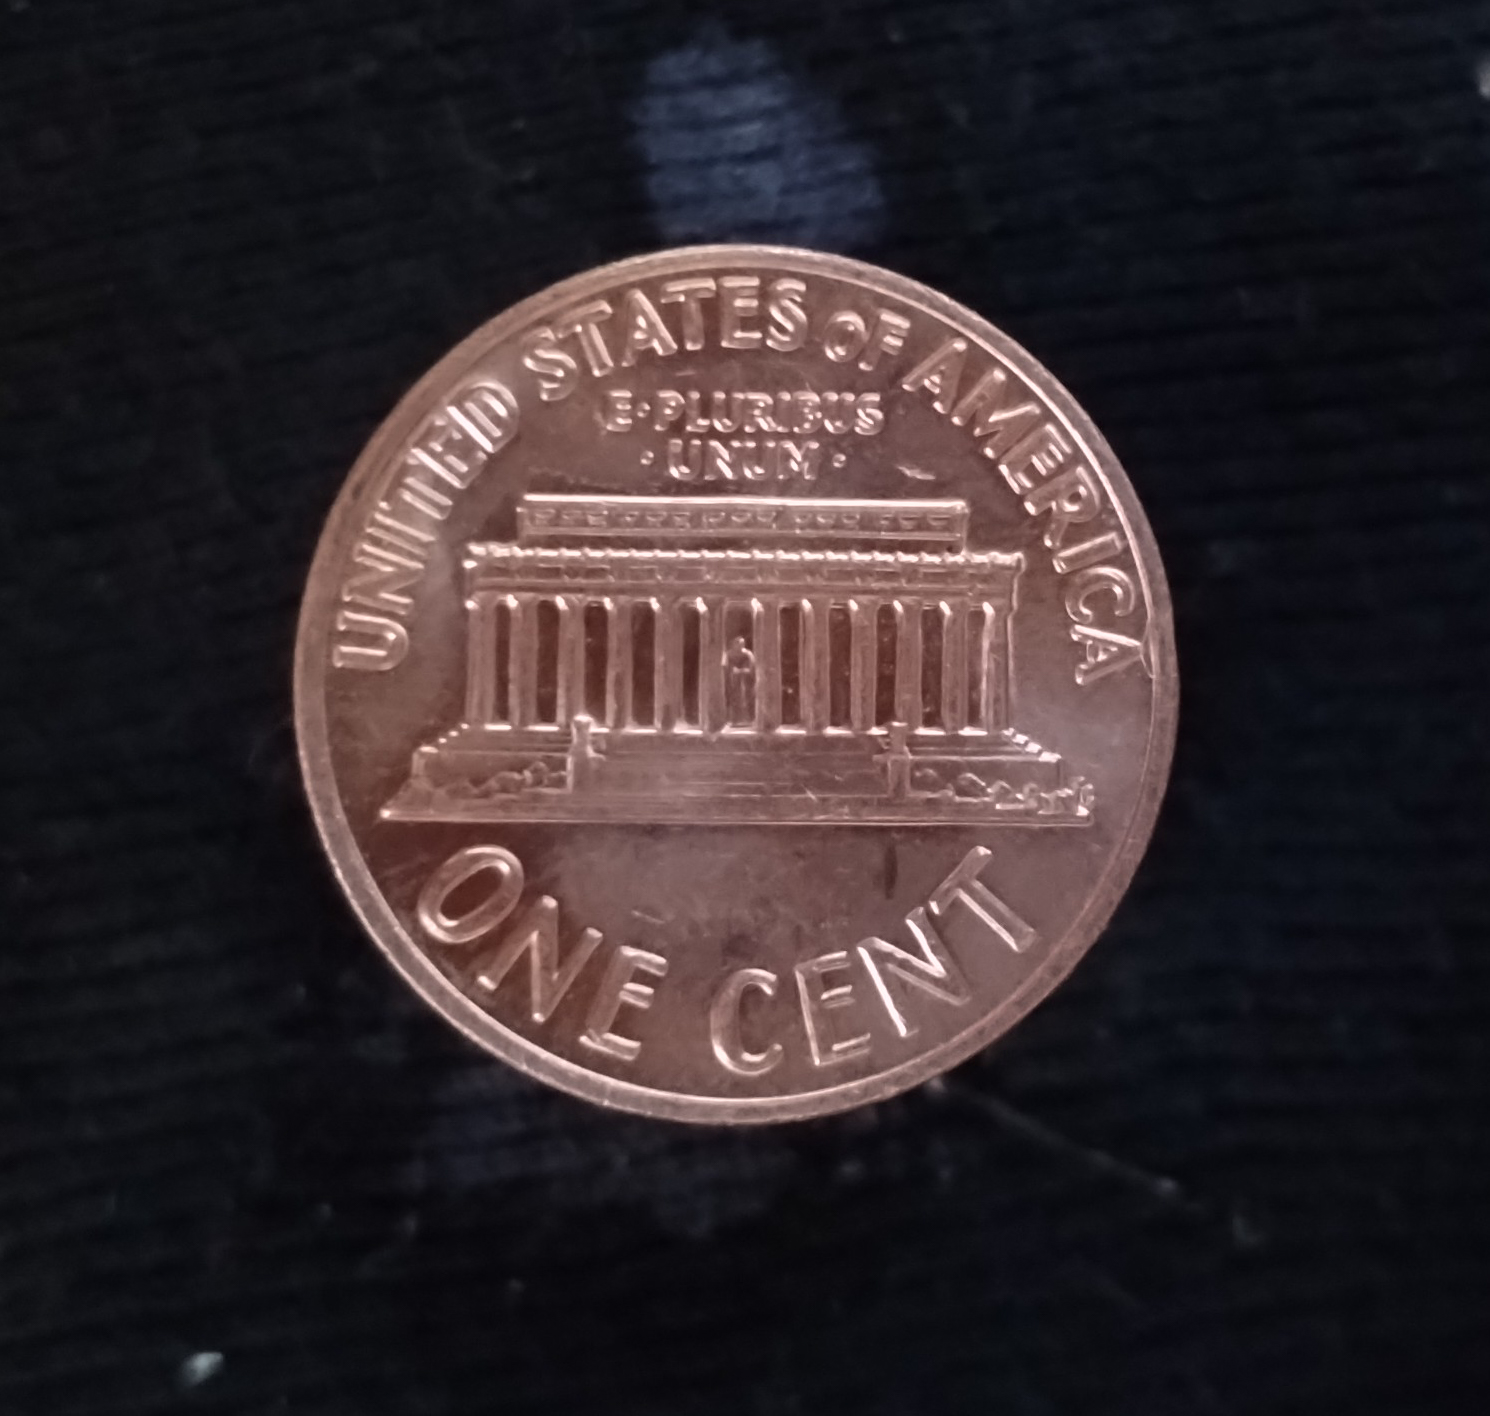 UNITED STATES OF AMERICA
E·PLURIBUS
·UNUM·
ONE CENT